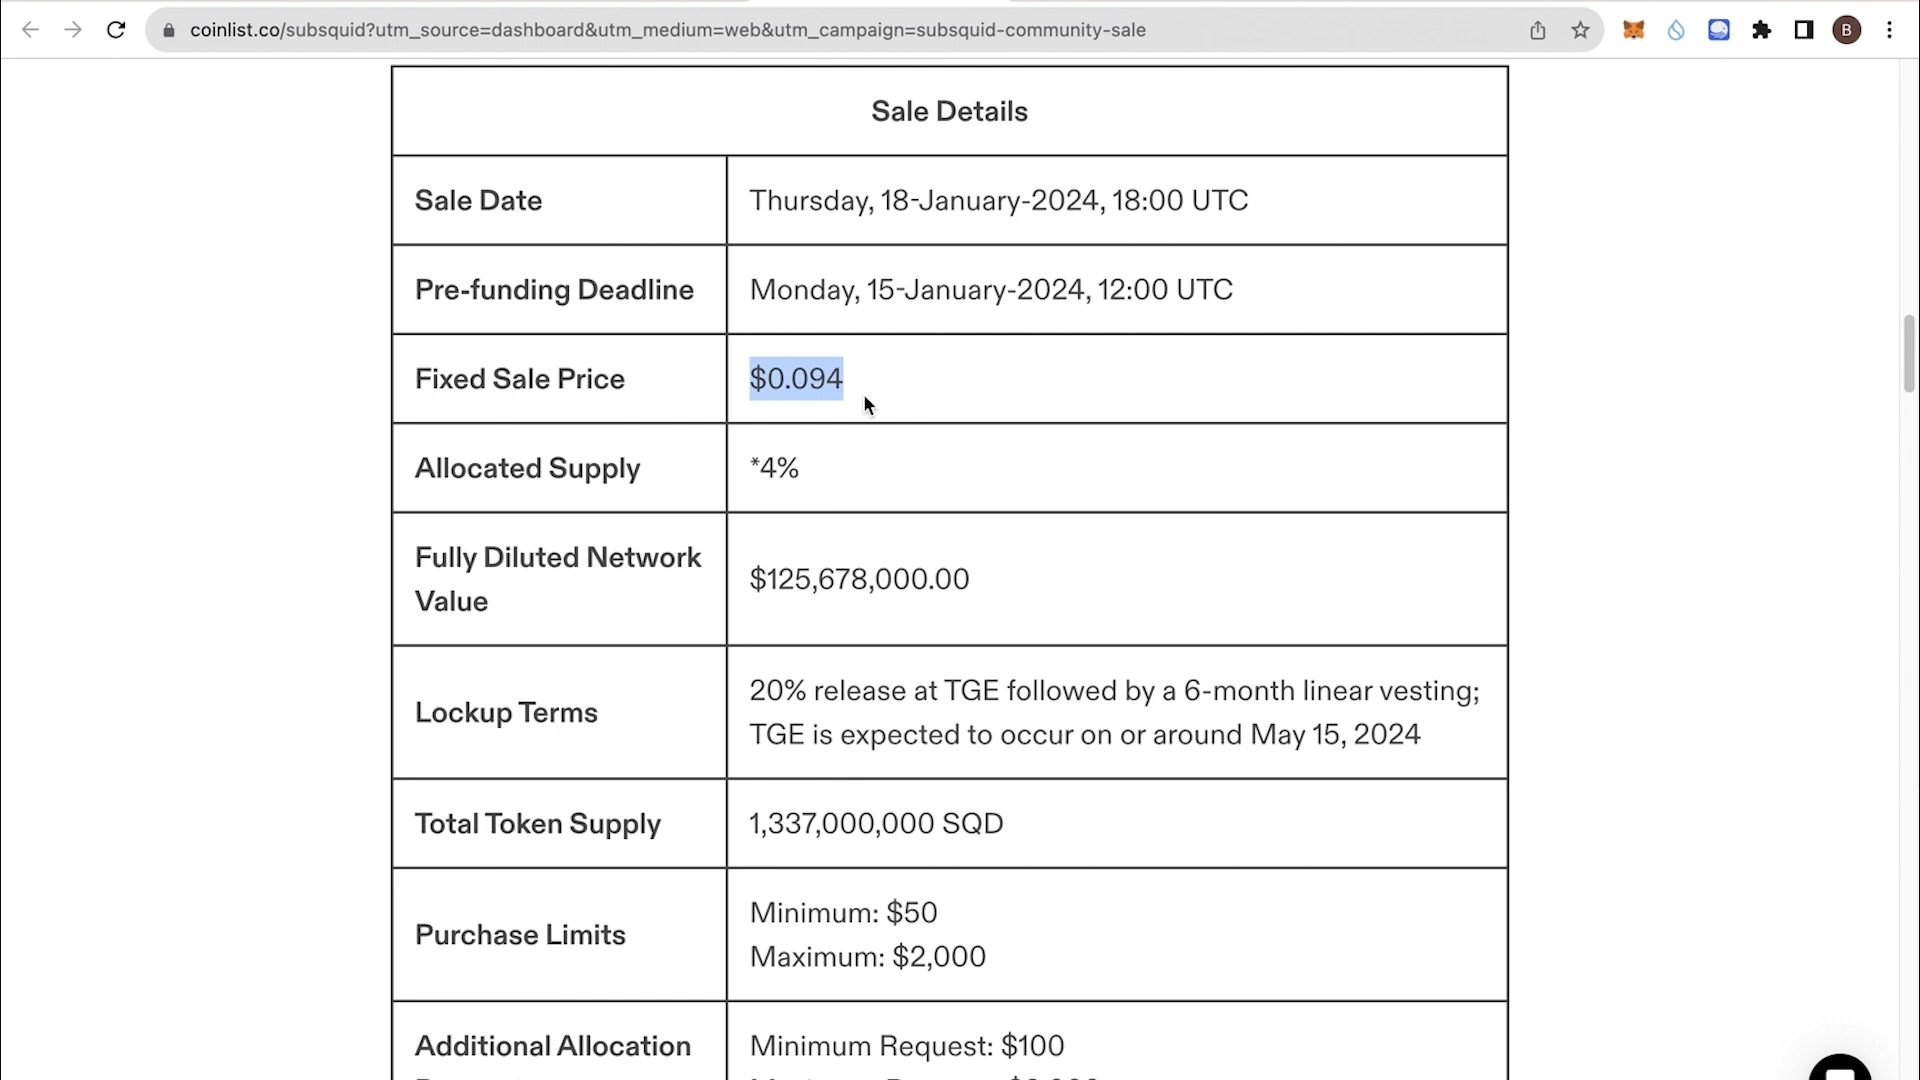 coinlist.co/subsquid?utm_source=dashboard&utm_medium=web&utm_campaign=subsquid-community-sale
B
Sale Details
Sale Date
Thursday, 18-January-2024, 18:00 UTC
Pre-funding Deadline
Monday, 15-January-2024, 12:00 UTC
Fixed Sale Price
$0.094
Allocated Supply
*4%
Fully Diluted Network
Value
$125,678,000.00
Lockup Terms
20% release at TGE followed by a 6-month linear vesting;
TGE is expected to occur on or around May 15, 2024
Total Token Supply
1,337,000,000 SQD
Purchase Limits
Minimum: $50
Maximum: $2,000
Additional Allocation
Minimum Request: $100